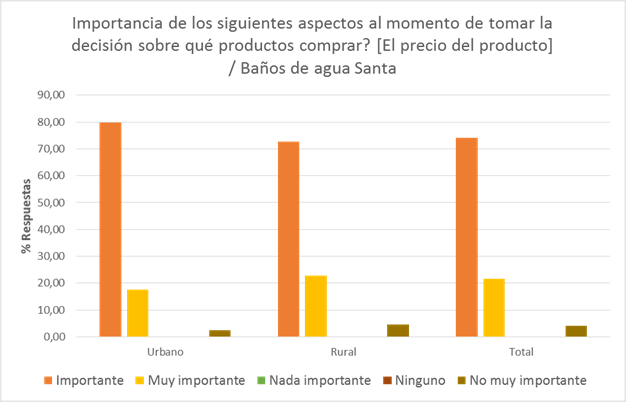 Importancia de los siguientes aspectos al momento de tomar la
decisión sobre qué productos comprar? [El precio del producto]
/ Baños de agua Santa
90,00
80,00
70,00
60,00
50,00
40,00
30,00
20,00
10,00
0,00
% Respuestas
Urbano Rural Total
Importante Muy importante Nada importante Ninguno No muy importante